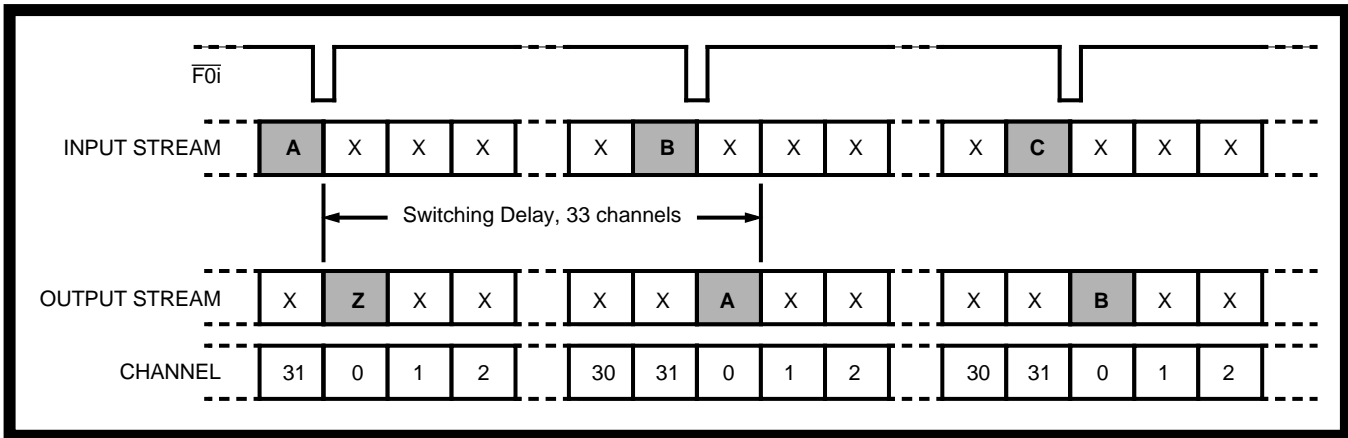 F0i
INPUT STREAM A X X X X B X X X X C X X X
Switching Delay, 33 channels
OUTPUT STREAM X Z X X X X A X X X X B X X
CHANNEL 31 0 1 2 30 31 0 1 2 30 31 0 1 2